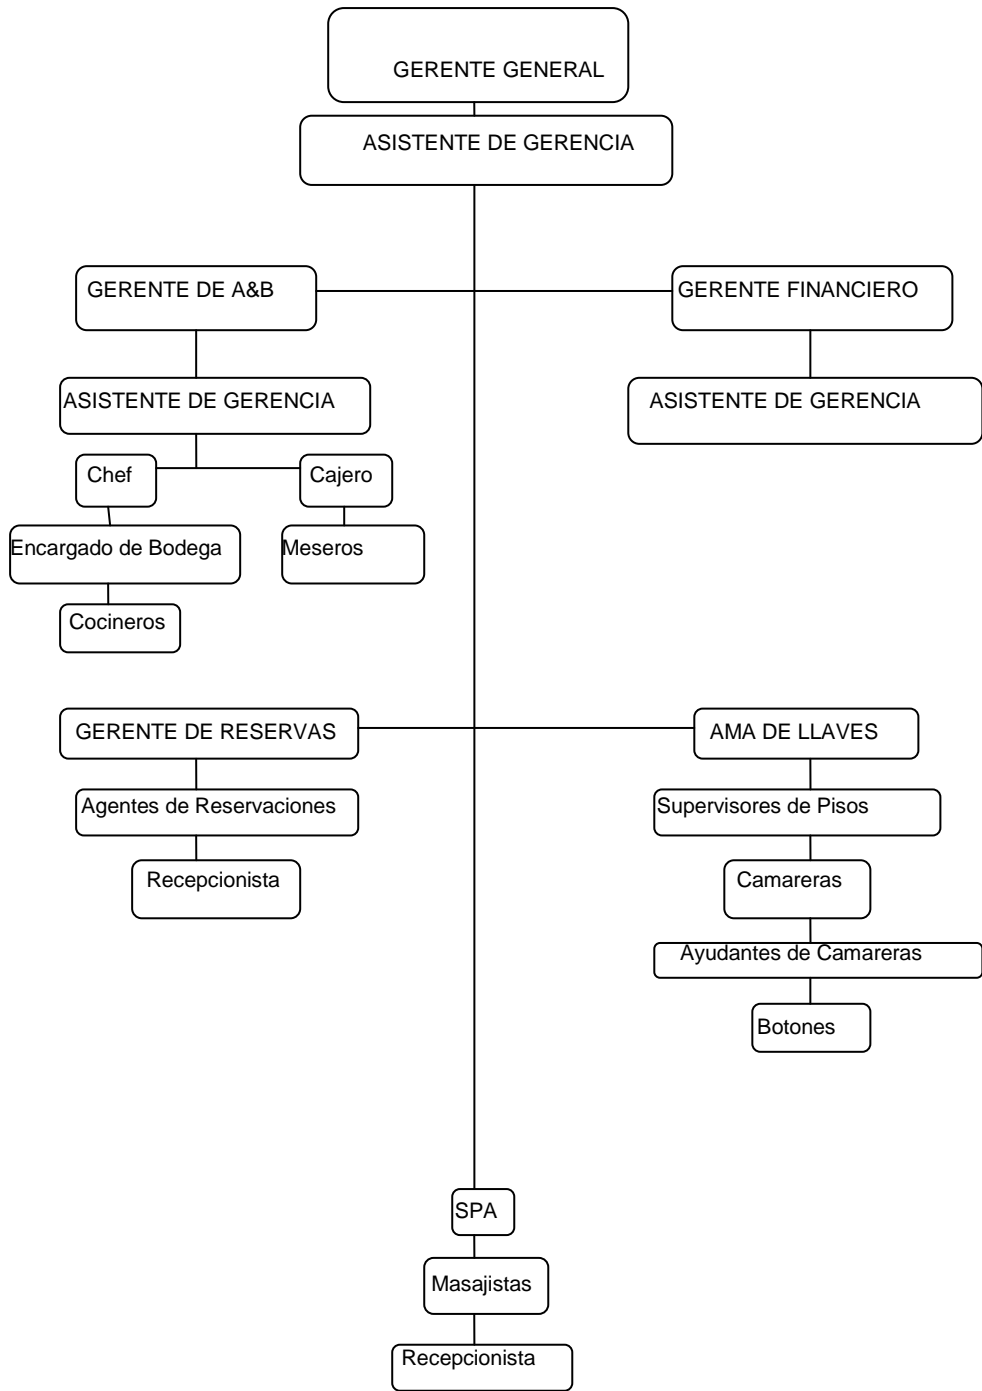 GERENTE GENERAL
ASISTENTE DE GERENCIA
GERENTE DE A&B
GERENTE FINANCIERO
ASISTENTE DE GERENCIA
ASISTENTE DE GERENCIA
Chef
Cajero
Encargado de Bodega
Meseros
Cocineros
GERENTE DE RESERVAS
AMA DE LLAVES
Agentes de Reservaciones
Supervisores de Pisos
Recepcionista
Camareras
Ayudantes de Camareras
Botones
SPA
Masajistas
Recepcionista